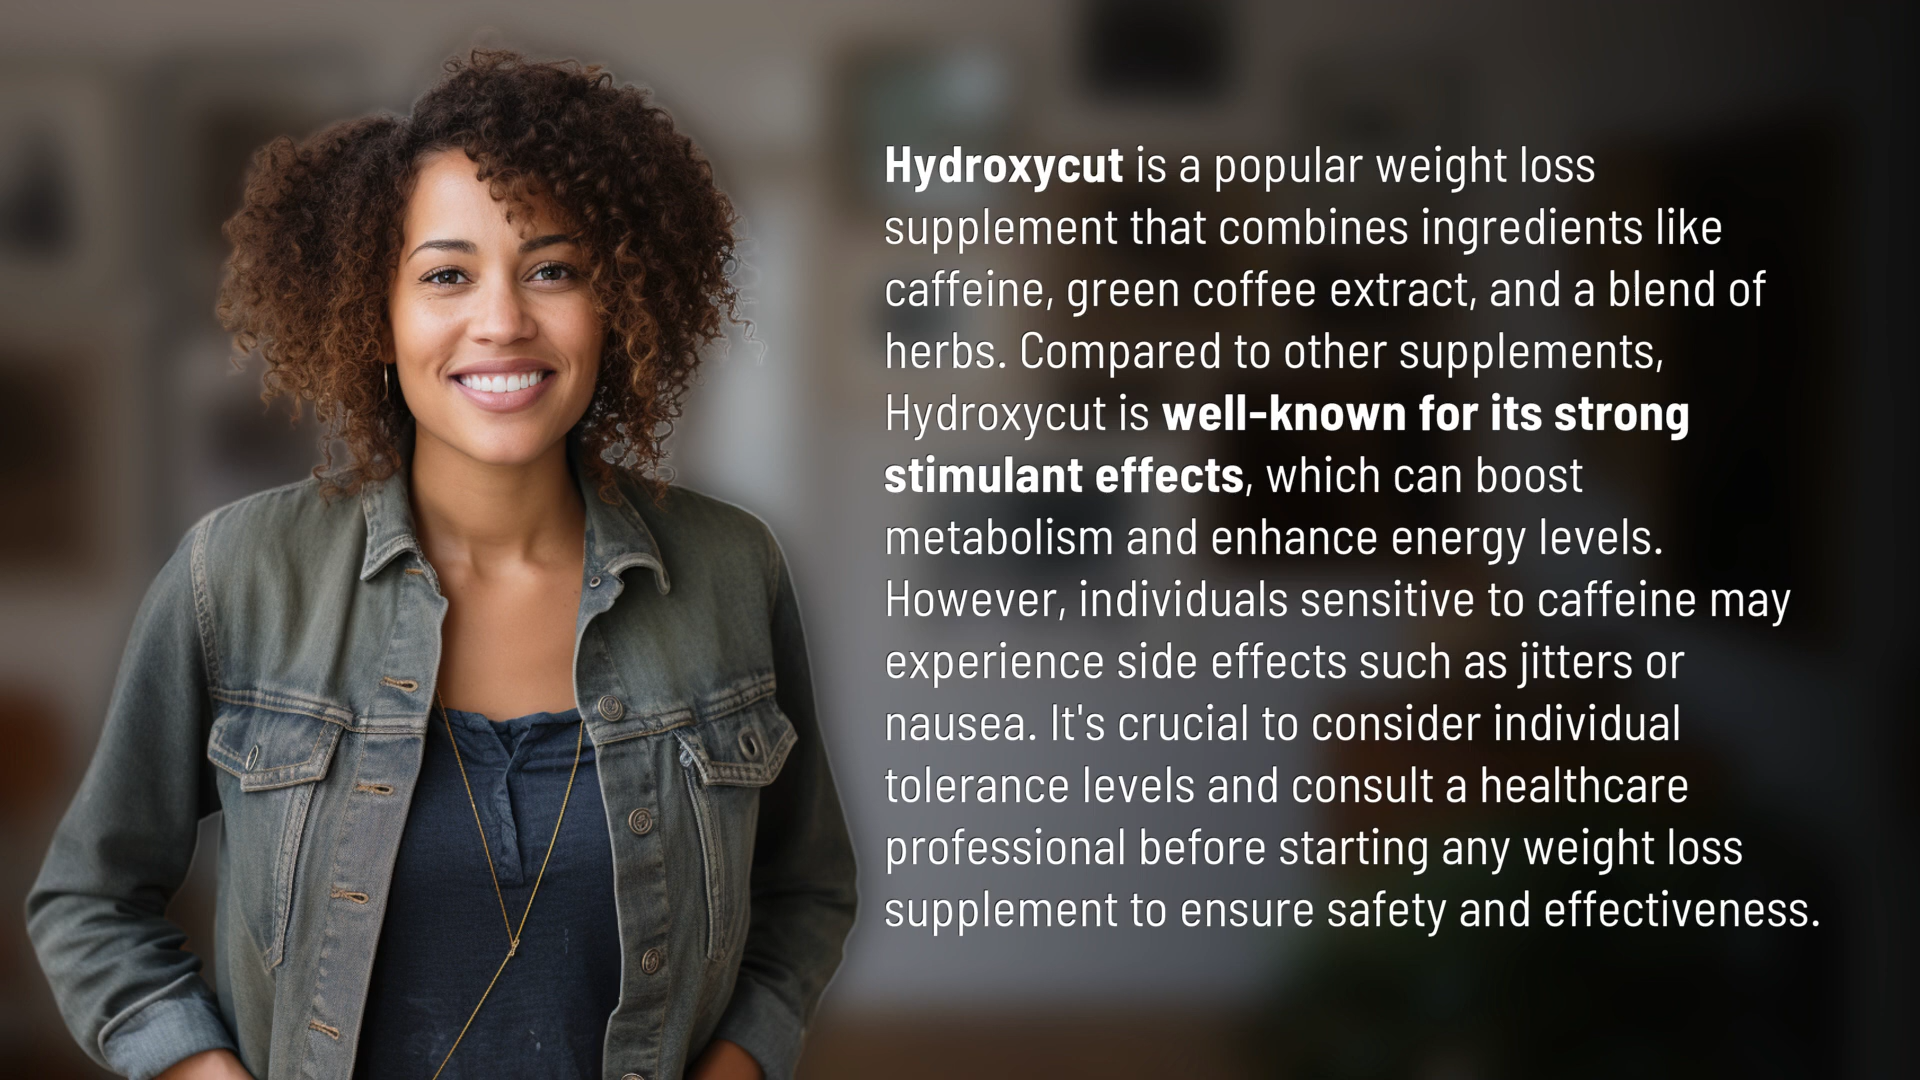 Hydroxycut is a popular weight loss
supplement that combines ingredients like
caffeine, green coffee extract, and a blend of
herbs. Compared to other supplements,
Hydroxycut is well-known for its strong
stimulant effects, which can boost
metabolism and enhance energy levels.
However, individuals sensitive to caffeine may
experience side effects such as jitters or
nausea. It's crucial to consider individual
tolerance levels and consult a healthcare
professional before starting any weight loss
supplement to ensure safety and effectiveness.